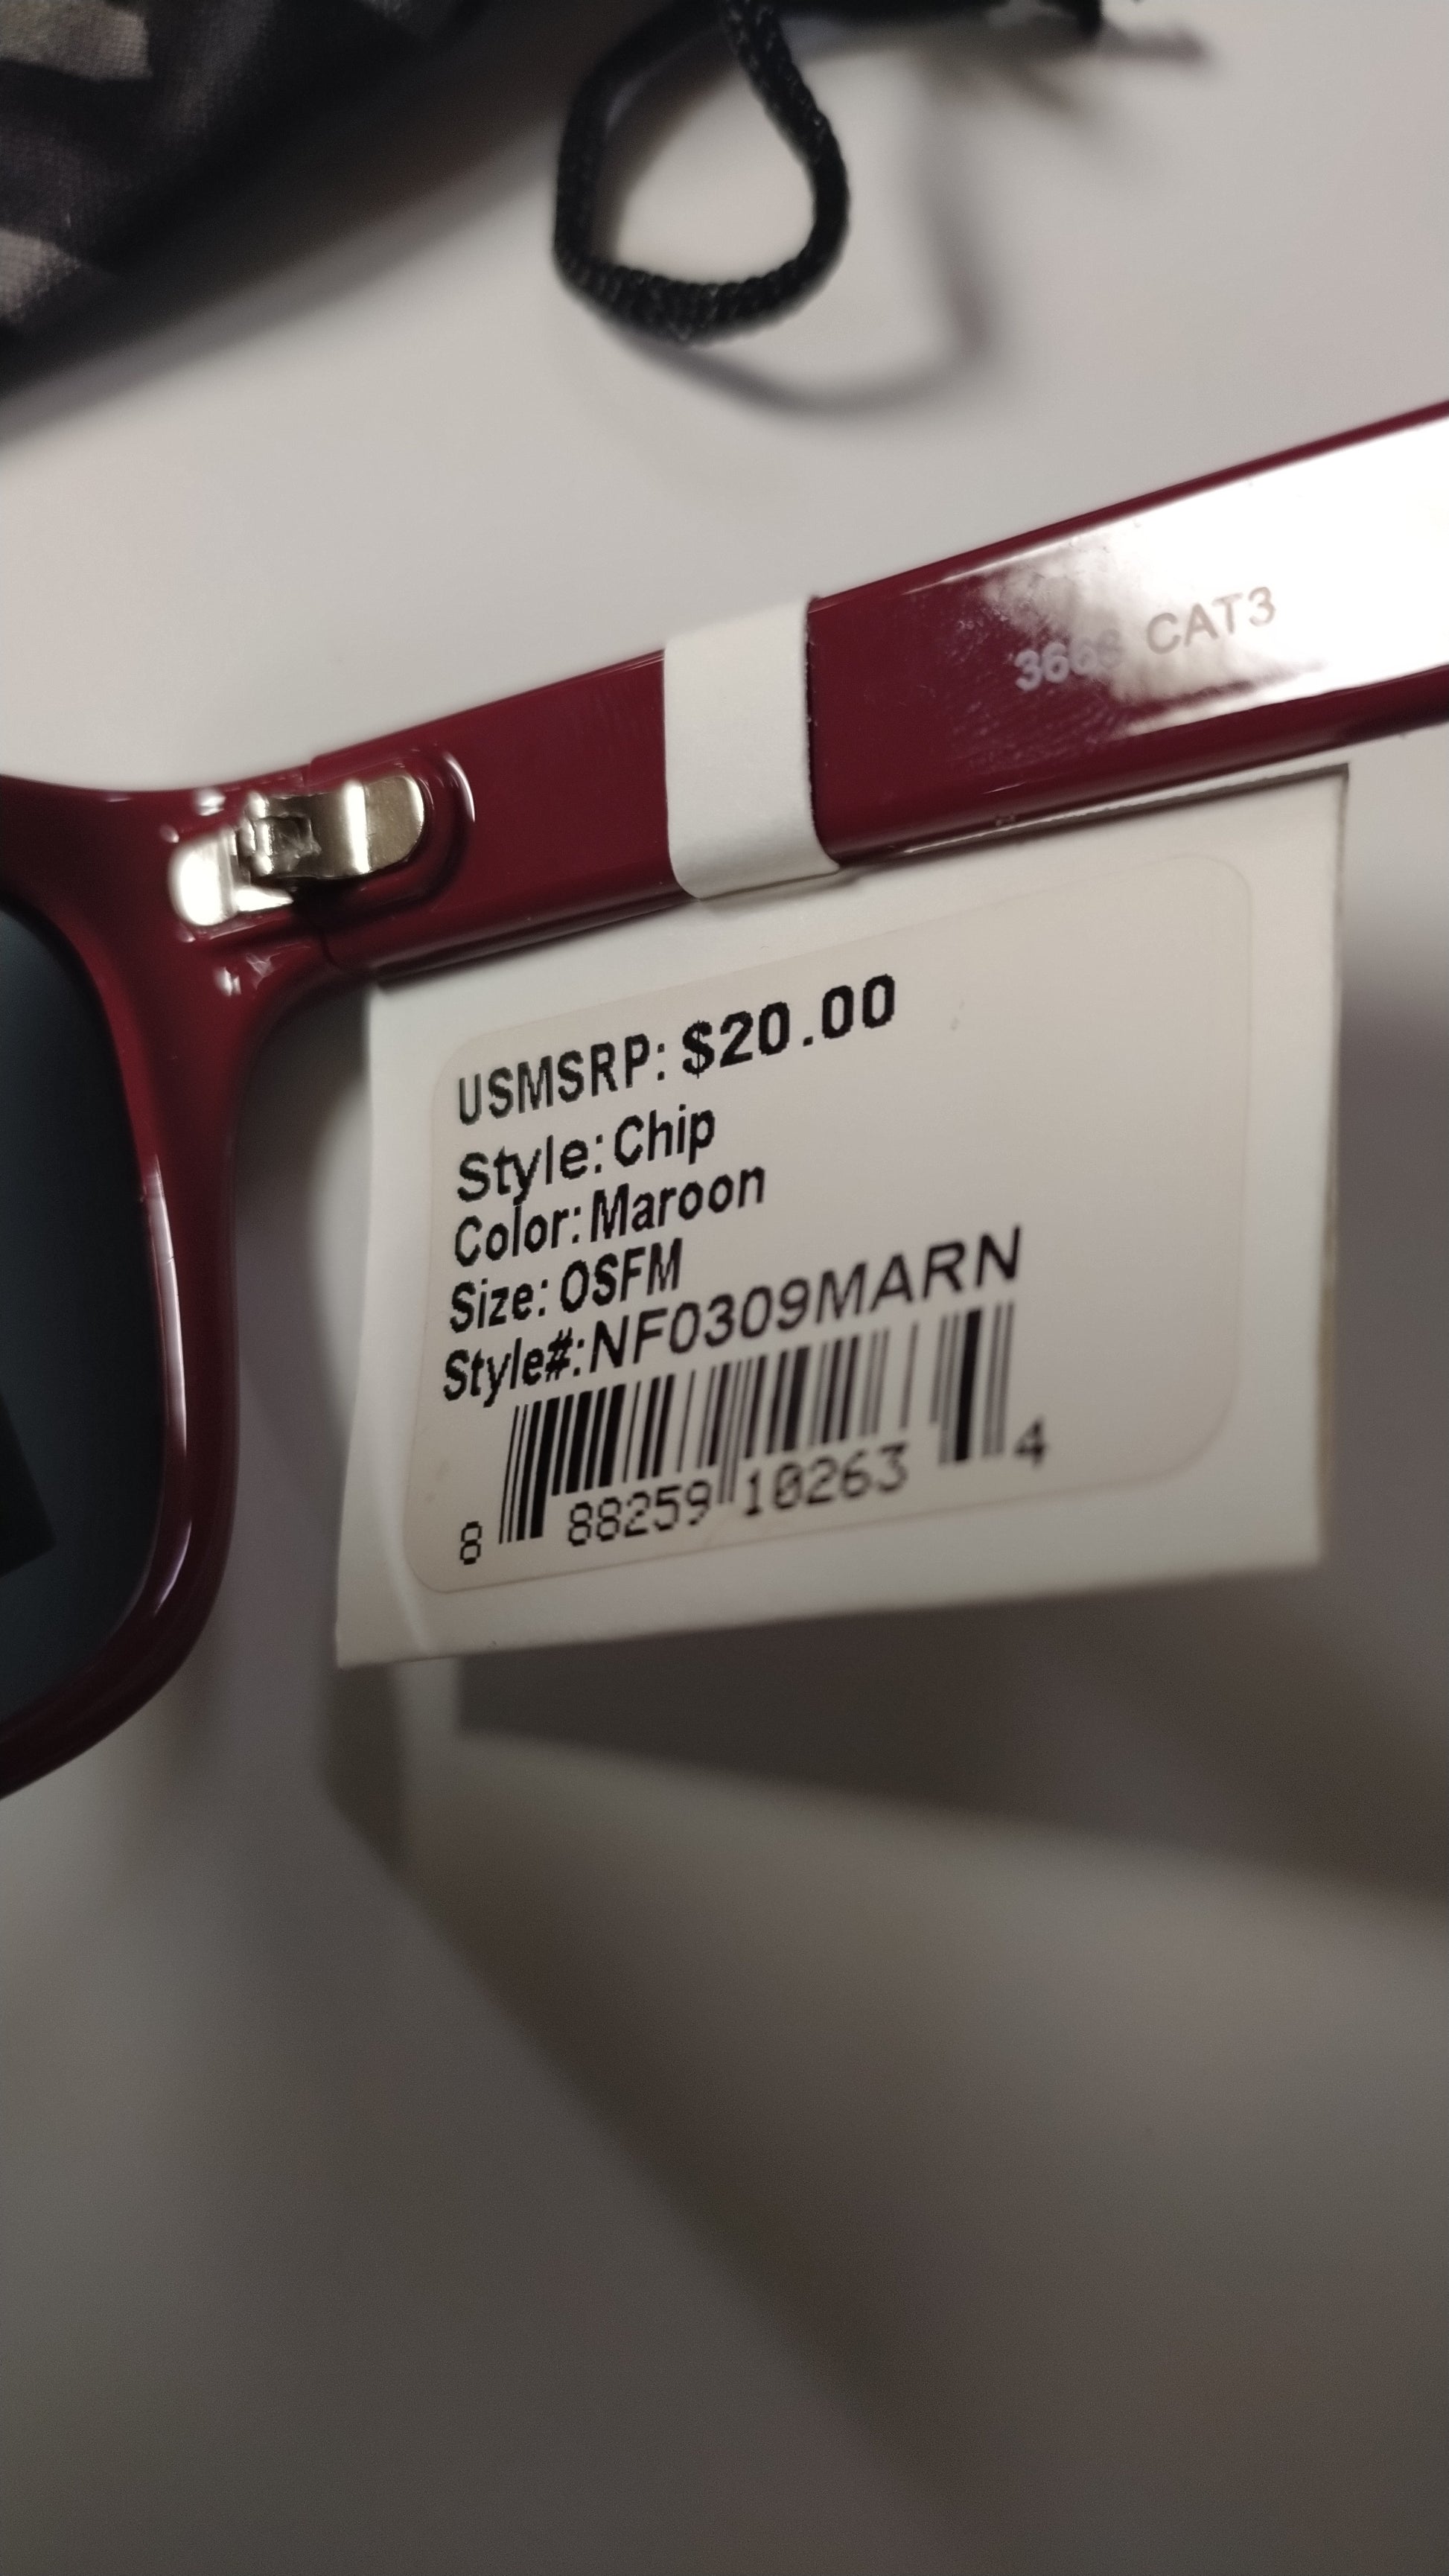 CAT3
USMSRP: $20.00
Style: Chip
Color: Maroon
Size: OSFM
Style#: NF0309MARN
8 88259 10263 4